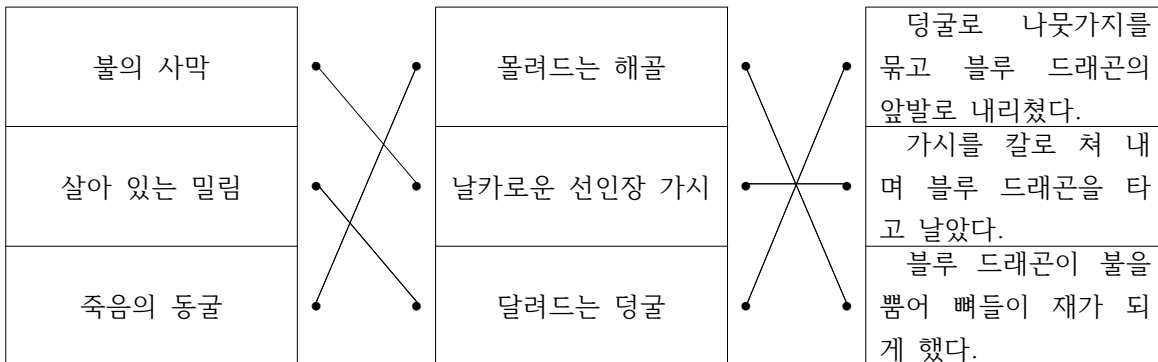 불의 사막
살아 있는 밀림
죽음의 동굴
몰려드는 해골
날카로운 선인장 가시
달려드는 덩굴
덩굴로 나뭇가지를
묶고 블루 드래곤의
앞발로 내리쳤다.
가시를 칼로 쳐 내
며 블루 드래곤을 타
고 날았다.
블루 드래곤이 불을
뿜어 뼈들이 재가 되
게 했다.